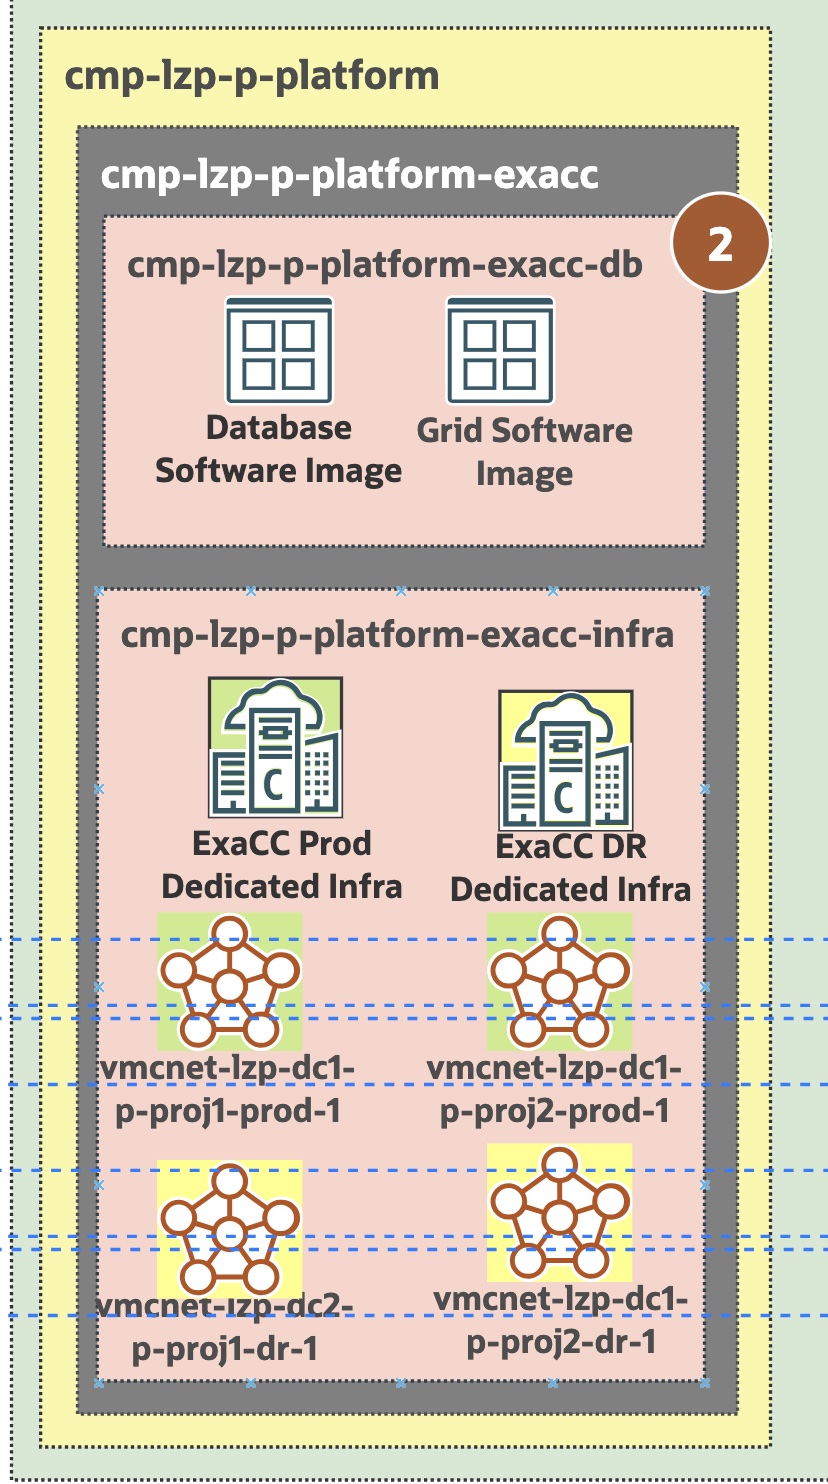 cmp-lzp-p-platform
cmp-lzp-p-platform-exacc
2
cmp-lzp-p-platform-exacc-db
Database
Software Image
Grid Software
Image
cmp-lzp-p-platform-exacc-infra
C
C
ExaCC Prod
Dedicated Infra
ExaCC DR
Dedicated Infra
vmcnet-lzp-dc1-
p-proj1-prod-1
vmcnet-lzp-dc1-
p-proj2-prod-1
vmcnet-lzp-dc2-
p-proj1-dr-1
vmcnet-lzp-dc1-
p-proj2-dr-1